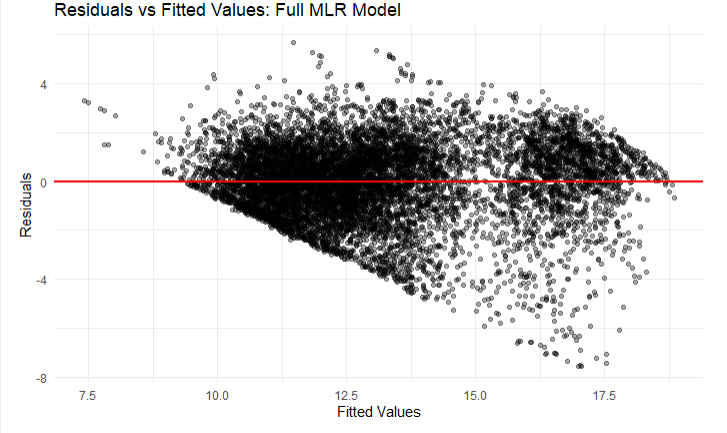 Residuals vs Fitted Values: Full MLR Model
4
0
-4
-8
Residuals
7.5 10.0 12.5 15.0 17.5
Fitted Values